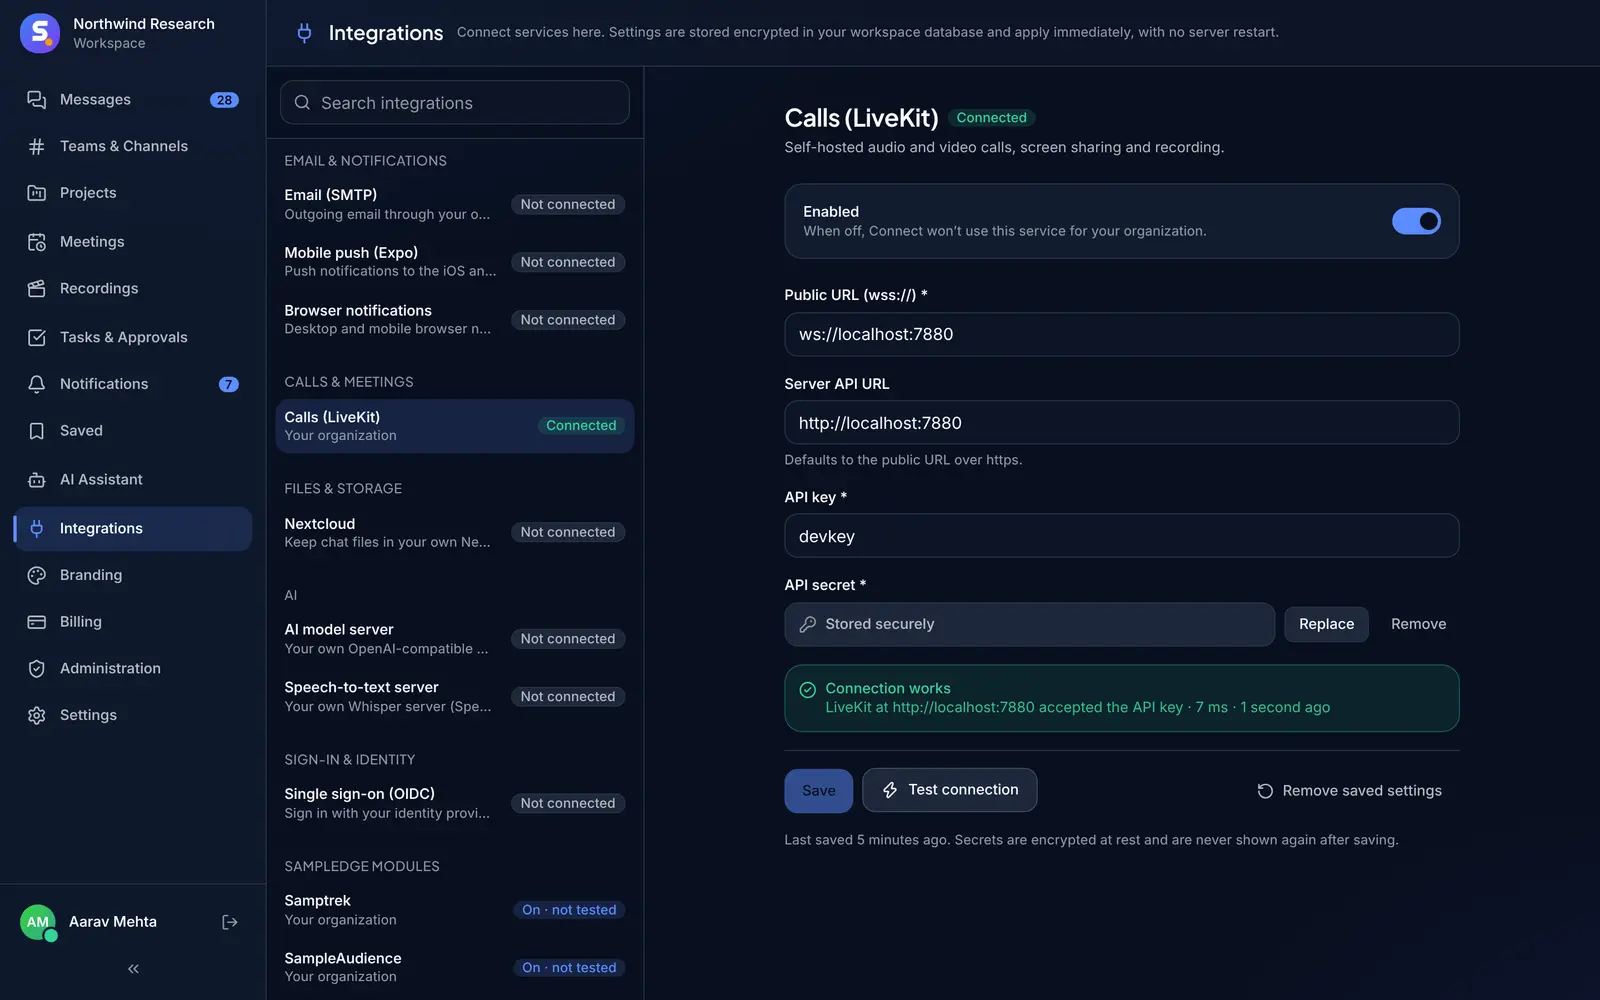 Northwind Research
Workspace
Messages 28
Teams & Channels
Projects
Meetings
Recordings
Tasks & Approvals
Notifications 7
Saved
AI Assistant
Integrations
Branding
Billing
Administration
Settings
AM Aarav Mehta
Integrations Connect services here. Settings are stored encrypted in your workspace database and apply immediately, with no server restart.
Search integrations
EMAIL & NOTIFICATIONS
Email (SMTP)
Outgoing email through your o...
Not connected
Mobile push (Expo)
Push notifications to the iOS an...
Not connected
Browser notifications
Desktop and mobile browser n...
Not connected
CALLS & MEETINGS
Calls (LiveKit)
Your organization
Connected
FILES & STORAGE
Nextcloud
Keep chat files in your own Ne...
Not connected
AI
AI model server
Your own OpenAI-compatible ...
Not connected
Speech-to-text server
Your own Whisper server (Spe...
Not connected
SIGN-IN & IDENTITY
Single sign-on (OIDC)
Sign in with your identity provi...
Not connected
SAMPLEDGE MODULES
Samptrek
Your organization
On · not tested
SampleAudience
Your organization
On · not tested
Calls (LiveKit) Connected
Self-hosted audio and video calls, screen sharing and recording.
Enabled
When off, Connect won't use this service for your organization.
Public URL (wss://) *
ws://localhost:7880
Server API URL
http://localhost:7880
Defaults to the public URL over https.
API key *
devkey
API secret *
Stored securely Replace Remove
Connection works
LiveKit at http://localhost:7880 accepted the API key · 7 ms · 1 second ago
Save Test connection Remove saved settings
Last saved 5 minutes ago. Secrets are encrypted at rest and are never shown again after saving.